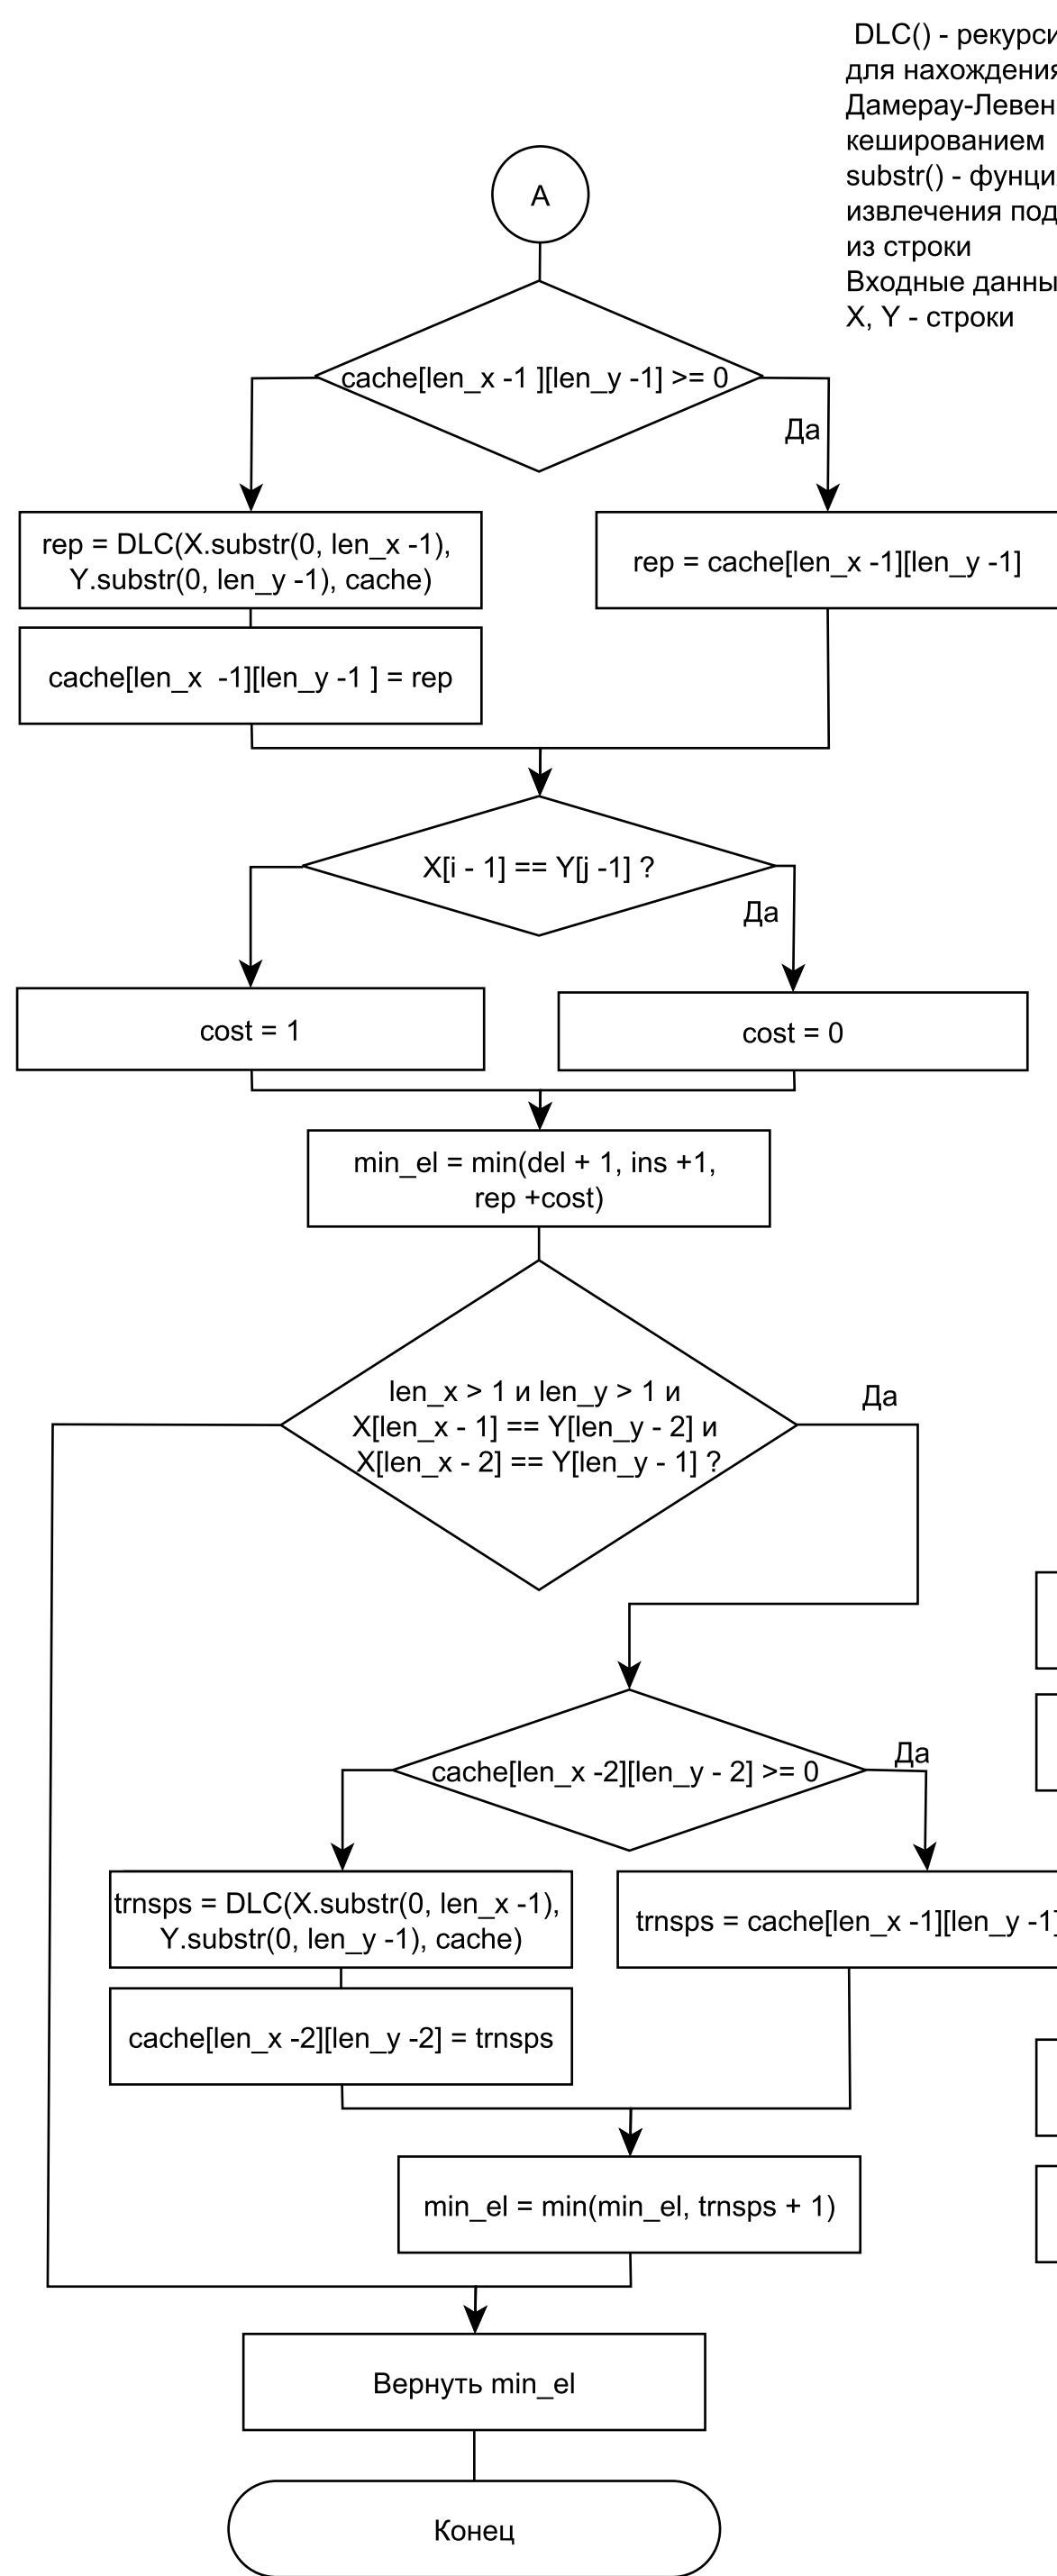 DLC() - рекурси
для нахождения
Дамерау-Левен
кешированием
substr() - фунци
извлечения под
из строки
Входные данны
X, Y - строки
A
cache[len_x -1 ][len_y -1] >= 0
Да
rep = DLC(X.substr(0, len_x -1),
Y.substr(0, len_y -1), cache)
rep = cache[len_x -1][len_y -1]
cache[len_x  -1][len_y -1 ] = rep
X[i - 1] == Y[j -1] ?
Да
cost = 1
cost = 0
min_el = min(del + 1, ins +1,
rep +cost)
len_x > 1 и len_y > 1 и
X[len_x - 1] == Y[len_y - 2] и
X[len_x - 2] == Y[len_y - 1] ?
Да
cache[len_x -2][len_y - 2] >= 0
Да
trnsps = DLC(X.substr(0, len_x -1),
Y.substr(0, len_y -1), cache)
trnsps = cache[len_x -1][len_y -1]
cache[len_x -2][len_y -2] = trnsps
min_el = min(min_el, trnsps + 1)
Вернуть min_el
Конец